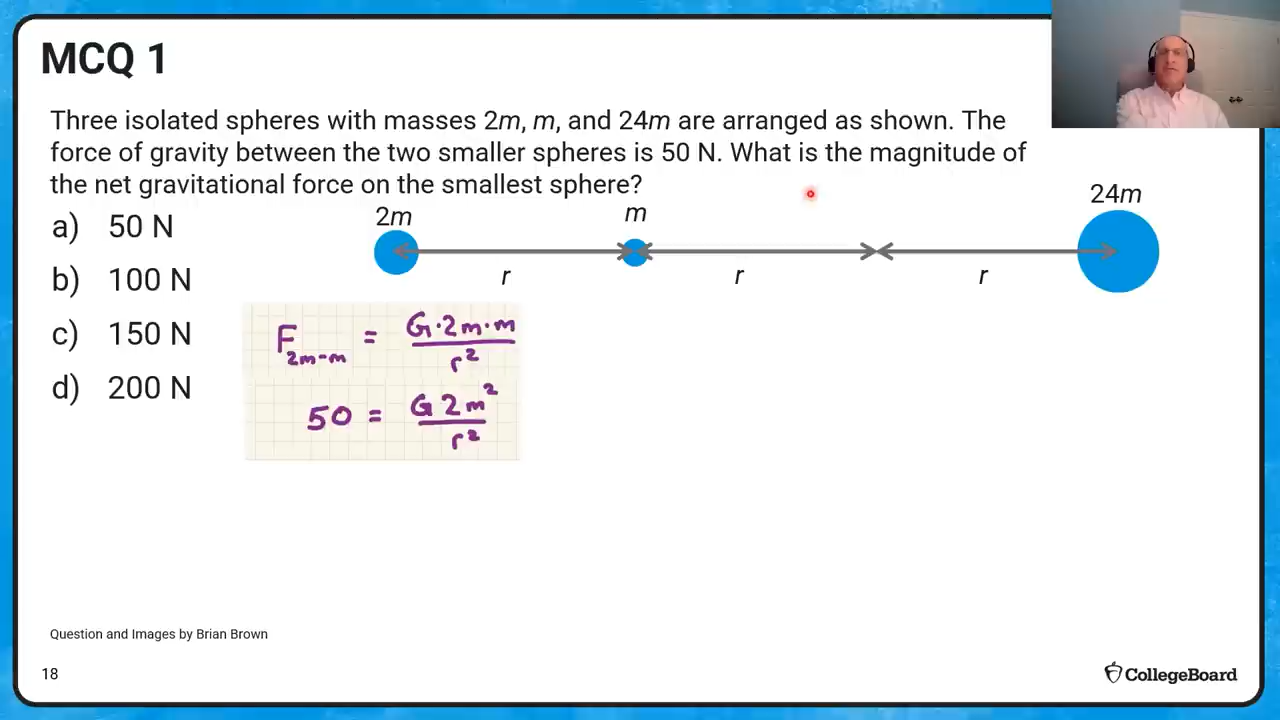 MCQ 1
Three isolated spheres with masses 2m, m, and 24m are arranged as shown. The
force of gravity between the two smaller spheres is 50 N. What is the magnitude of
the net gravitational force on the smallest sphere?
a) 50 N
b) 100 N
c) 150 N
d) 200 N
2m
m
24m
r
r
r
F2m-m = G·2m·m / r²
50 = G2m² / r²
Question and Images by Brian Brown
18
CollegeBoard